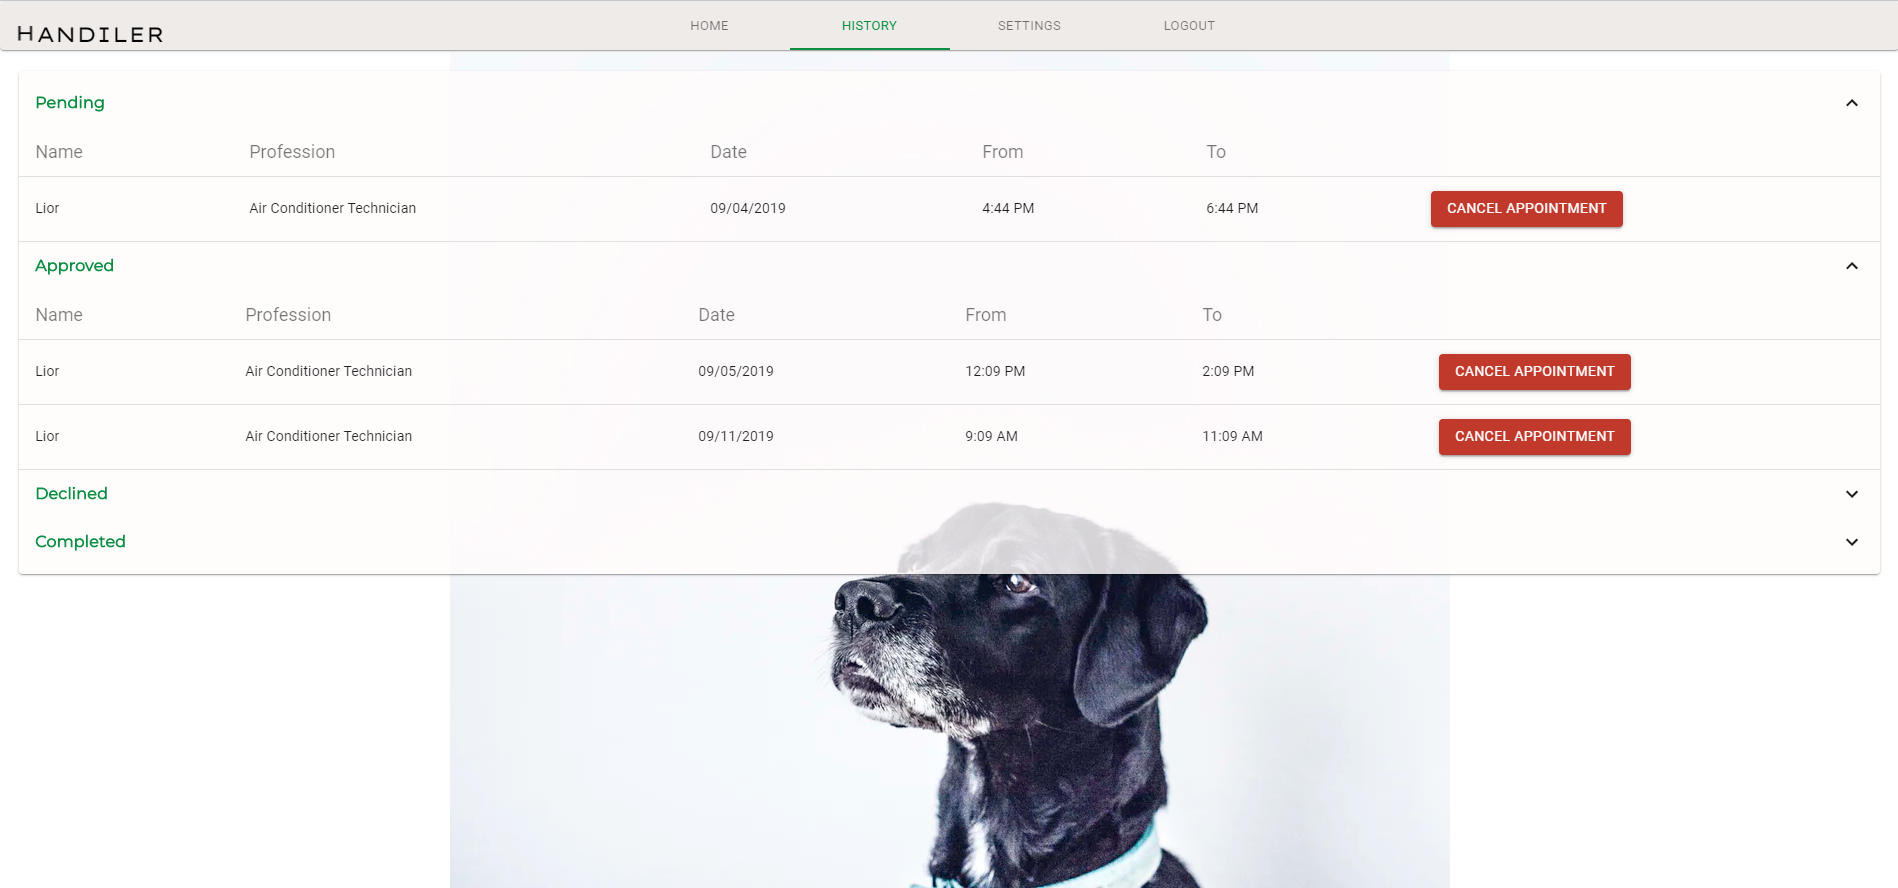 HANDILER
HOME HISTORY SETTINGS LOGOUT
Pending
Name Profession Date From To
Lior Air Conditioner Technician 09/04/2019 4:44 PM 6:44 PM CANCEL APPOINTMENT
Approved
Name Profession Date From To
Lior Air Conditioner Technician 09/05/2019 12:09 PM 2:09 PM CANCEL APPOINTMENT
Lior Air Conditioner Technician 09/11/2019 9:09 AM 11:09 AM CANCEL APPOINTMENT
Declined
Completed